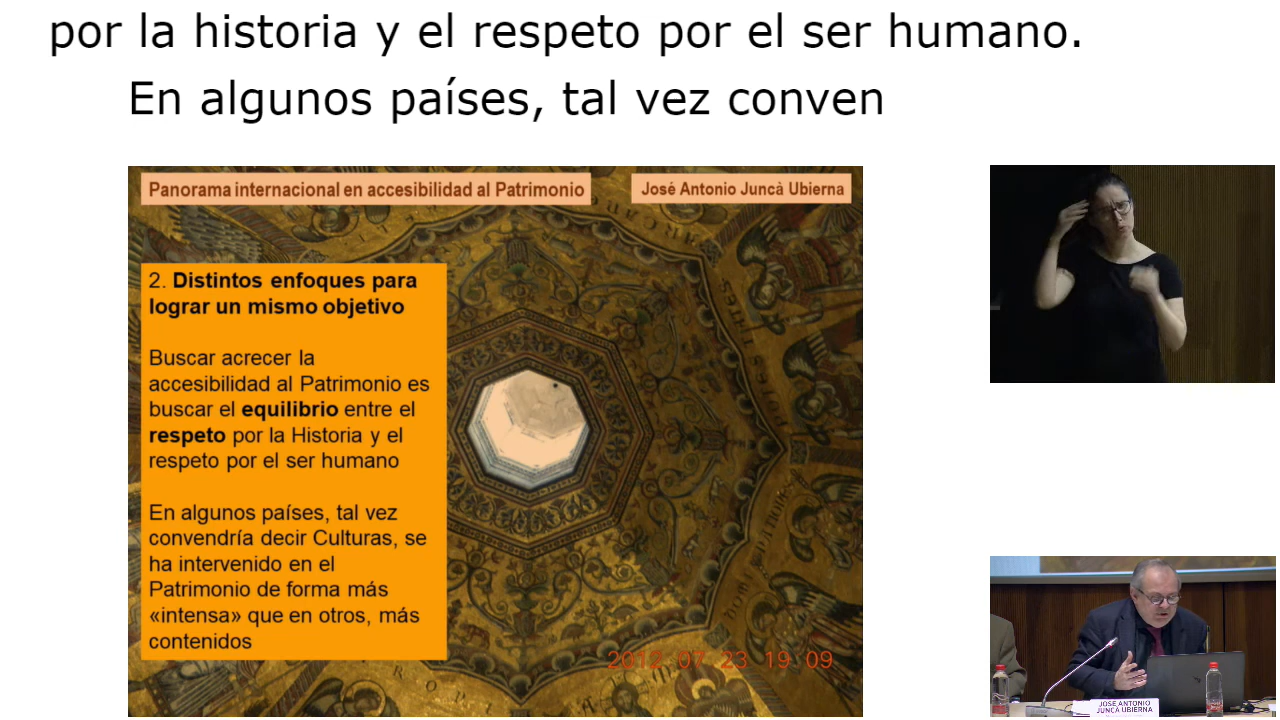 por la historia y el respeto por el ser humano.
En algunos países, tal vez conven
Panorama internacional en accesibilidad al Patrimonio
José Antonio Juncà Ubierna
2. Distintos enfoques para
lograr un mismo objetivo
Buscar acrecer la
accesibilidad al Patrimonio es
buscar el equilibrio entre el
respeto por la Historia y el
respeto por el ser humano
En algunos países, tal vez
convendría decir Culturas, se
ha intervenido en el
Patrimonio de forma más
«intensa» que en otros, más
contenidos
2012 07 23 19 09
JOSÉ ANTONIO
JUNCÀ UBIERNA